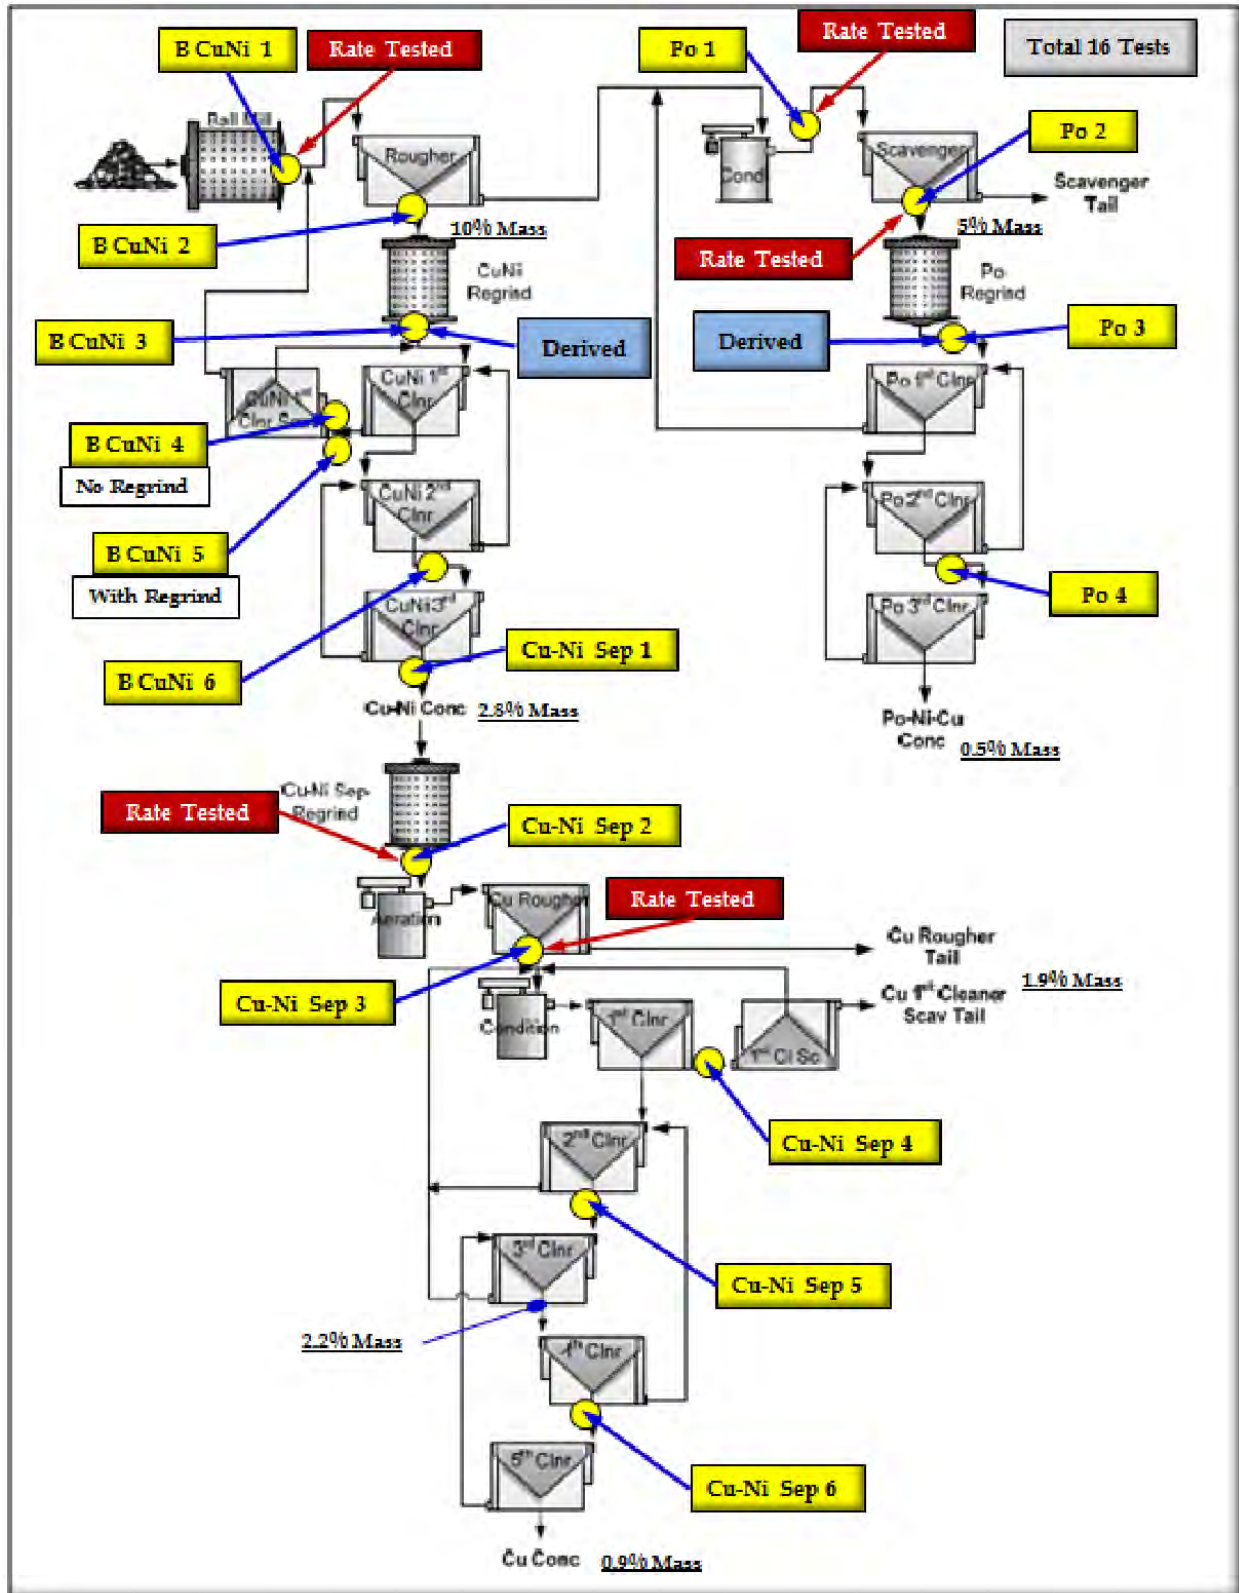 B CuNi 1
Rate Tested
Po 1
Rate Tested
Total 16 Tests
Ball Mill
Rougher
Cond
Scavenger
Po 2
Scavenger
Tail
B CuNi 2
10% Mass
Rate Tested
5% Mass
CuNi
Regrind
Po
Regrind
B CuNi 3
Derived
Derived
Po 3
CuNi 1st
Clnr Scav
CuNi 1st
Clnr
Po 1st Clnr
B CuNi 4
No Regrind
CuNi 2nd
Clnr
Po 2nd Clnr
B CuNi 5
With Regrind
Po 4
CuNi 3rd
Clnr
Po 3rd Clnr
Cu-Ni Sep 1
B CuNi 6
Cu-Ni Conc
2.8% Mass
Po-Ni-Cu
Conc
0.5% Mass
Rate Tested
Cu-Ni Sep
Regrind
Cu-Ni Sep 2
Aeration
Cu Rougher
Rate Tested
Cu Rougher
Tail
1.9% Mass
Cu-Ni Sep 3
Condition
1st Clnr
1st Cl Sc
Cu 1st Cleaner
Scav Tail
2nd Clnr
Cu-Ni Sep 4
3rd Clnr
Cu-Ni Sep 5
2.2% Mass
4th Clnr
5th Clnr
Cu-Ni Sep 6
Cu Conc
0.9% Mass